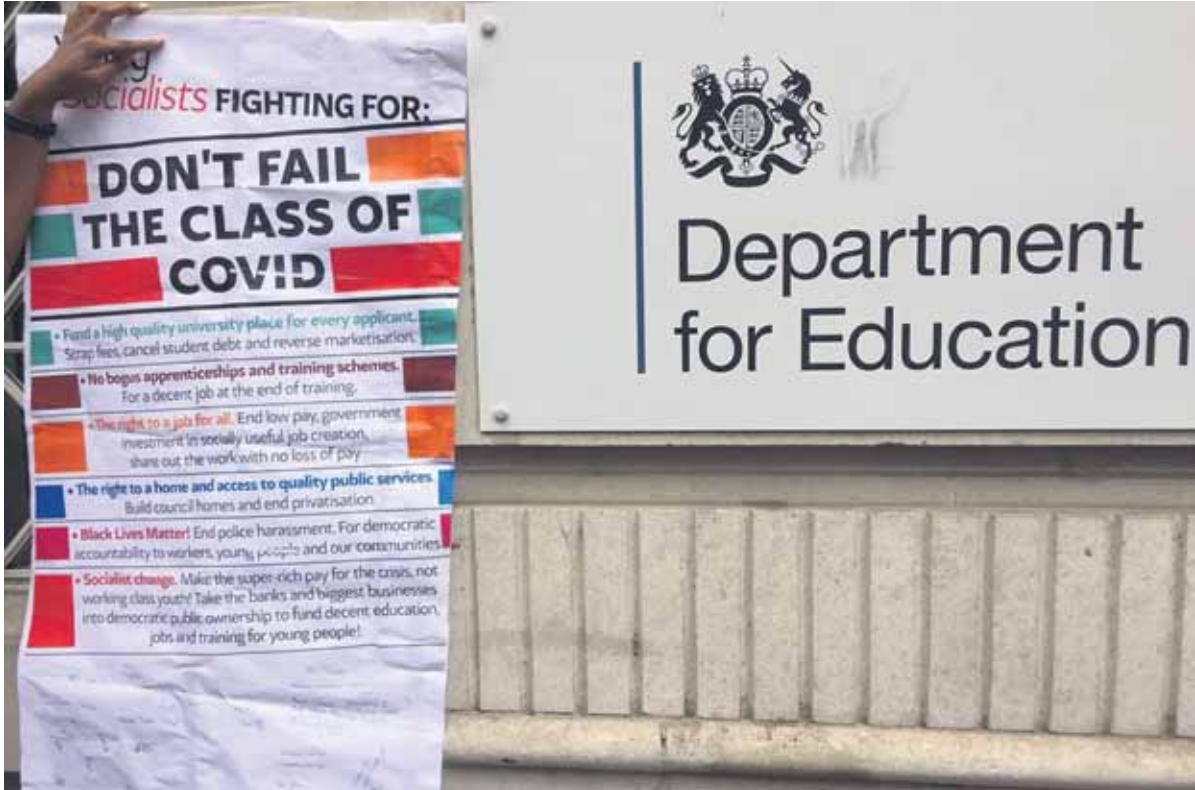 Socialists FIGHTING FOR:
DON'T FAIL
THE CLASS OF
COVID
• Fund a high quality university place for every applicant.
Scrap fees, cancel student debt and reverse marketisation.
• No bogus apprenticeships and training schemes.
For a decent job at the end of training.
• The right to a job for all. End low pay, government
investment in socially useful job creation,
share out the work with no loss of pay
• The right to a home and access to quality public services.
Build council homes and end privatisation
• Black Lives Matter! End police harassment. For democratic
accountability to workers, young people and our communities
• Socialist change. Make the super-rich pay for the crisis, not
working class youth! Take the banks and biggest businesses
into democratic public ownership to fund decent education,
jobs and training for young people!
Department
for Education